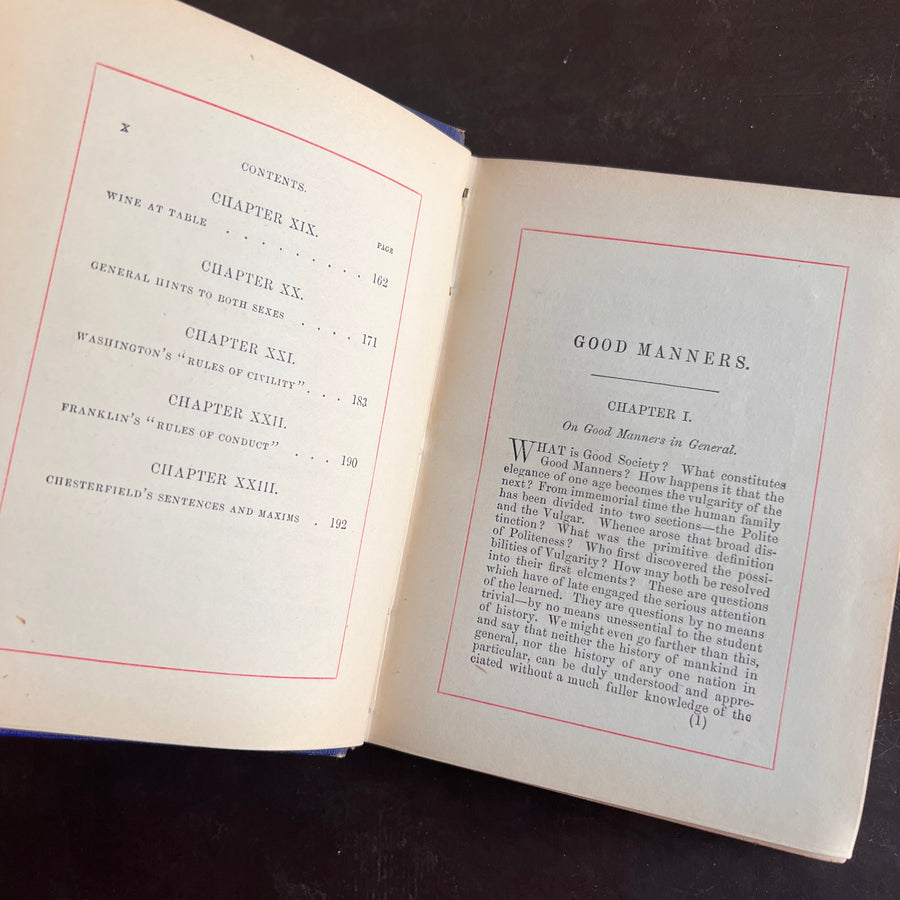 x
CONTENTS.
CHAPTER XIX.
PAGE
WINE AT TABLE . . . . . . . . 162
CHAPTER XX.
GENERAL HINTS TO BOTH SEXES . . . . 171
CHAPTER XXI.
WASHINGTON'S "RULES OF CIVILITY" . . . 183
CHAPTER XXII.
FRANKLIN'S "RULES OF CONDUCT" . . . 190
CHAPTER XXIII.
CHESTERFIELD'S SENTENCES AND MAXIMS . 192
GOOD MANNERS.
CHAPTER I.
On Good Manners in General.
WHAT is Good Society? What constitutes
Good Manners? How happens it that the
elegance of one age becomes the vulgarity of the
next? From immemorial time the human family
has been divided into two sections—the Polite
and the Vulgar. Whence arose that broad dis-
tinction? What was the primitive definition
of Politeness? Who first discovered the possi-
bilities of Vulgarity? How may both be resolved
into their first elements? These are questions
which have of late engaged the serious attention
of the learned. They are questions by no means
trivial—by no means unessential to the student
of history. We might even go farther than this,
and say that neither the history of mankind in
general, nor the history of any one nation in
particular, can be duly understood and appre-
ciated without a much fuller knowledge of the
(1)